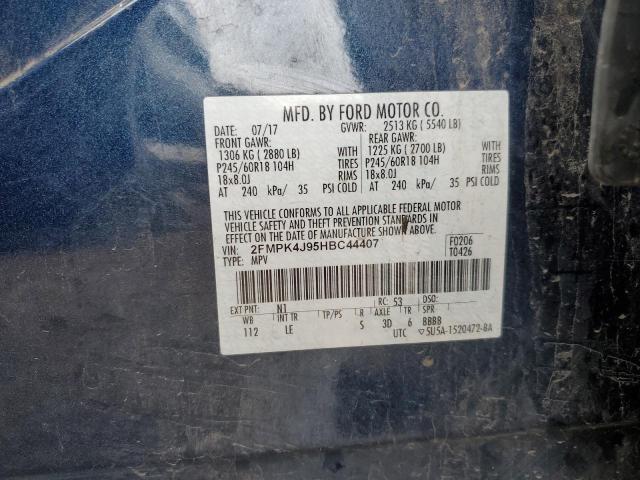 MFD. BY FORD MOTOR CO.
DATE: 07/17 GVWR: 2513 KG ( 5540 LB)
FRONT GAWR: REAR GAWR:
1306 KG ( 2880 LB) WITH 1225 KG ( 2700 LB) WITH
P245/60R18 104H TIRES P245/60R18 104H TIRES
18x8.0J RIMS 18x8.0J RIMS
AT 240 kPa/ 35 PSI COLD AT 240 kPa/ 35 PSI COLD
THIS VEHICLE CONFORMS TO ALL APPLICABLE FEDERAL MOTOR
VEHICLE SAFETY AND THEFT PREVENTION STANDARDS IN
EFFECT ON THE DATE OF MANUFACTURE SHOWN ABOVE.
VIN: 2FMPK4J95HBC44407 F0206
TYPE: MPV T0426
EXT PNT: N1 RC: 53 DSO:
WB INT TR TP/PS R AXLE TR SPR
112 LE S 3D 6 BBBB
UTC ▽5U5A-1520472-BA